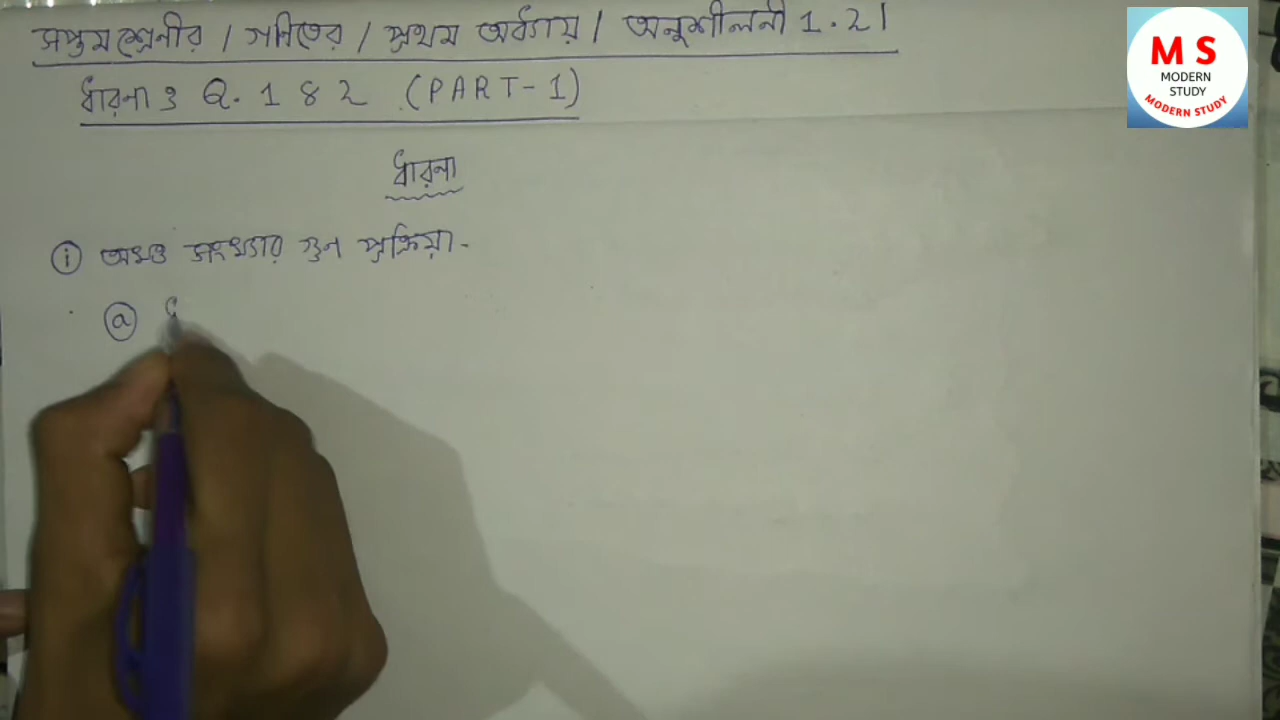 সপ্তম শ্রেনীর / গণিতের / প্রথম অধ্যায় / অনুশীলনী 1.2।
ধারনা ও Q. 1 & 2 (PART-1)
ধারনা
i অখণ্ড সংখ্যার গুন প্রক্রিয়া-
a
M S
MODERN
STUDY
MODERN STUDY